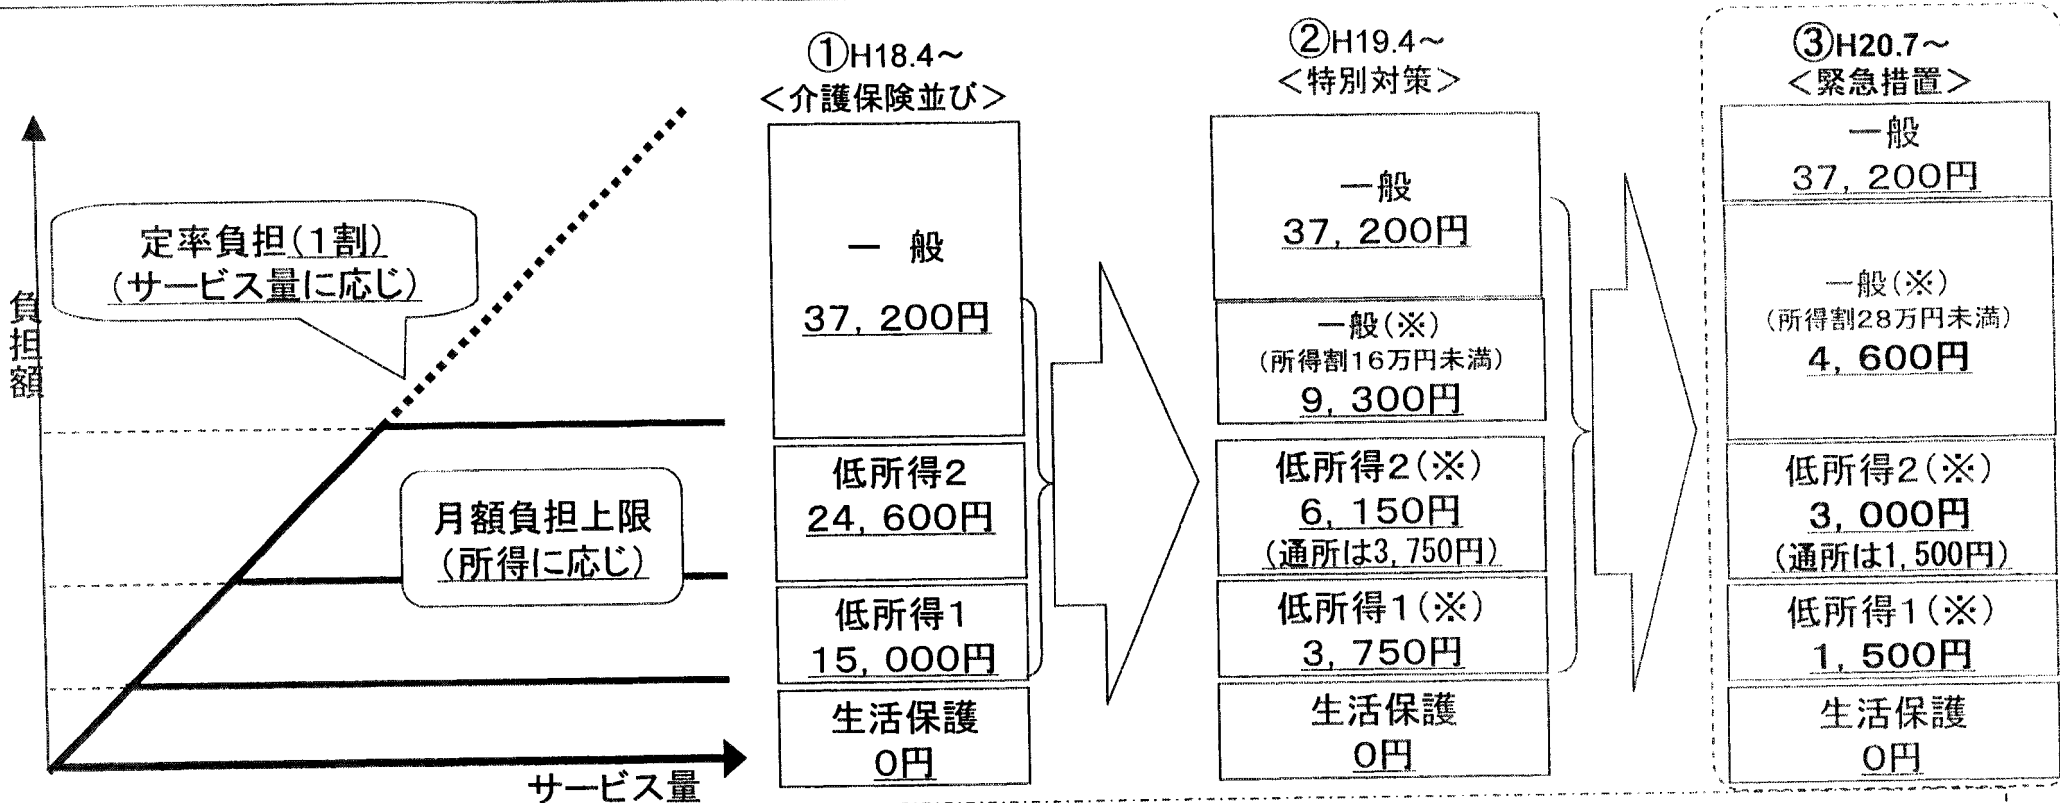 負担額
定率負担(1割)
(サービス量に応じ)
月額負担上限
(所得に応じ)
サービス量
①H18.4～
＜介護保険並び＞
一 般
37, 200円
低所得2
24, 600円
低所得1
15, 000円
生活保護
0円
②H19.4～
＜特別対策＞
一般
37, 200円
一般(※)
(所得割16万円未満)
9, 300円
低所得2(※)
6, 150円
(通所は3, 750円)
低所得1(※)
3, 750円
生活保護
0円
③H20.7～
＜緊急措置＞
一般
37, 200円
一般(※)
(所得割28万円未満)
4, 600円
低所得2(※)
3, 000円
(通所は1, 500円)
低所得1(※)
1, 500円
生活保護
0円